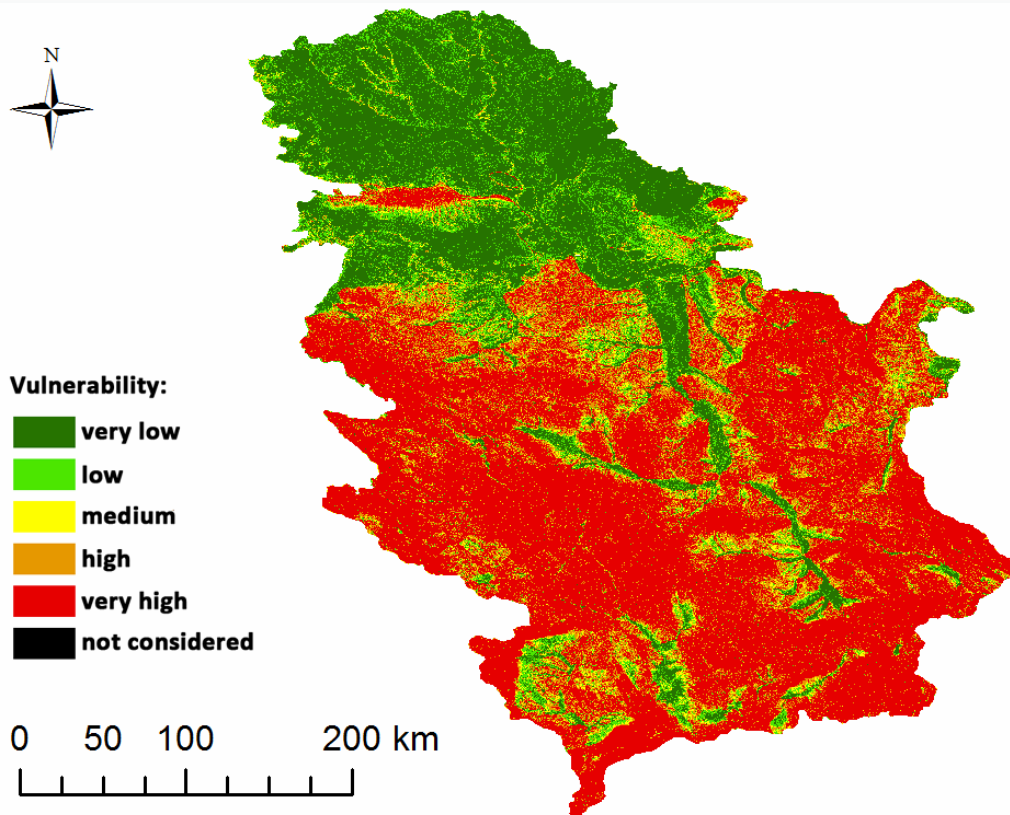 N
Vulnerability:
very low
low
medium
high
very high
not considered
0 50 100 200 km